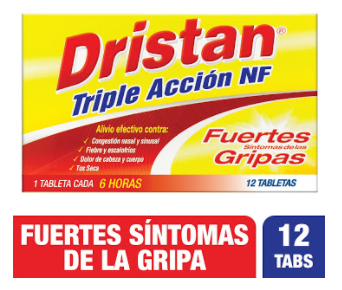 Dristan®
Triple Acción NF
Alivio efectivo contra:
✓ Congestión nasal y sinusal
✓ Fiebre y escalofríos
✓ Dolor de cabeza y cuerpo
✓ Tos Seca
Fuertes
Síntomas de las
Gripas
1 TABLETA CADA 6 HORAS
12 TABLETAS
FUERTES SÍNTOMAS
DE LA GRIPA
12
TABS